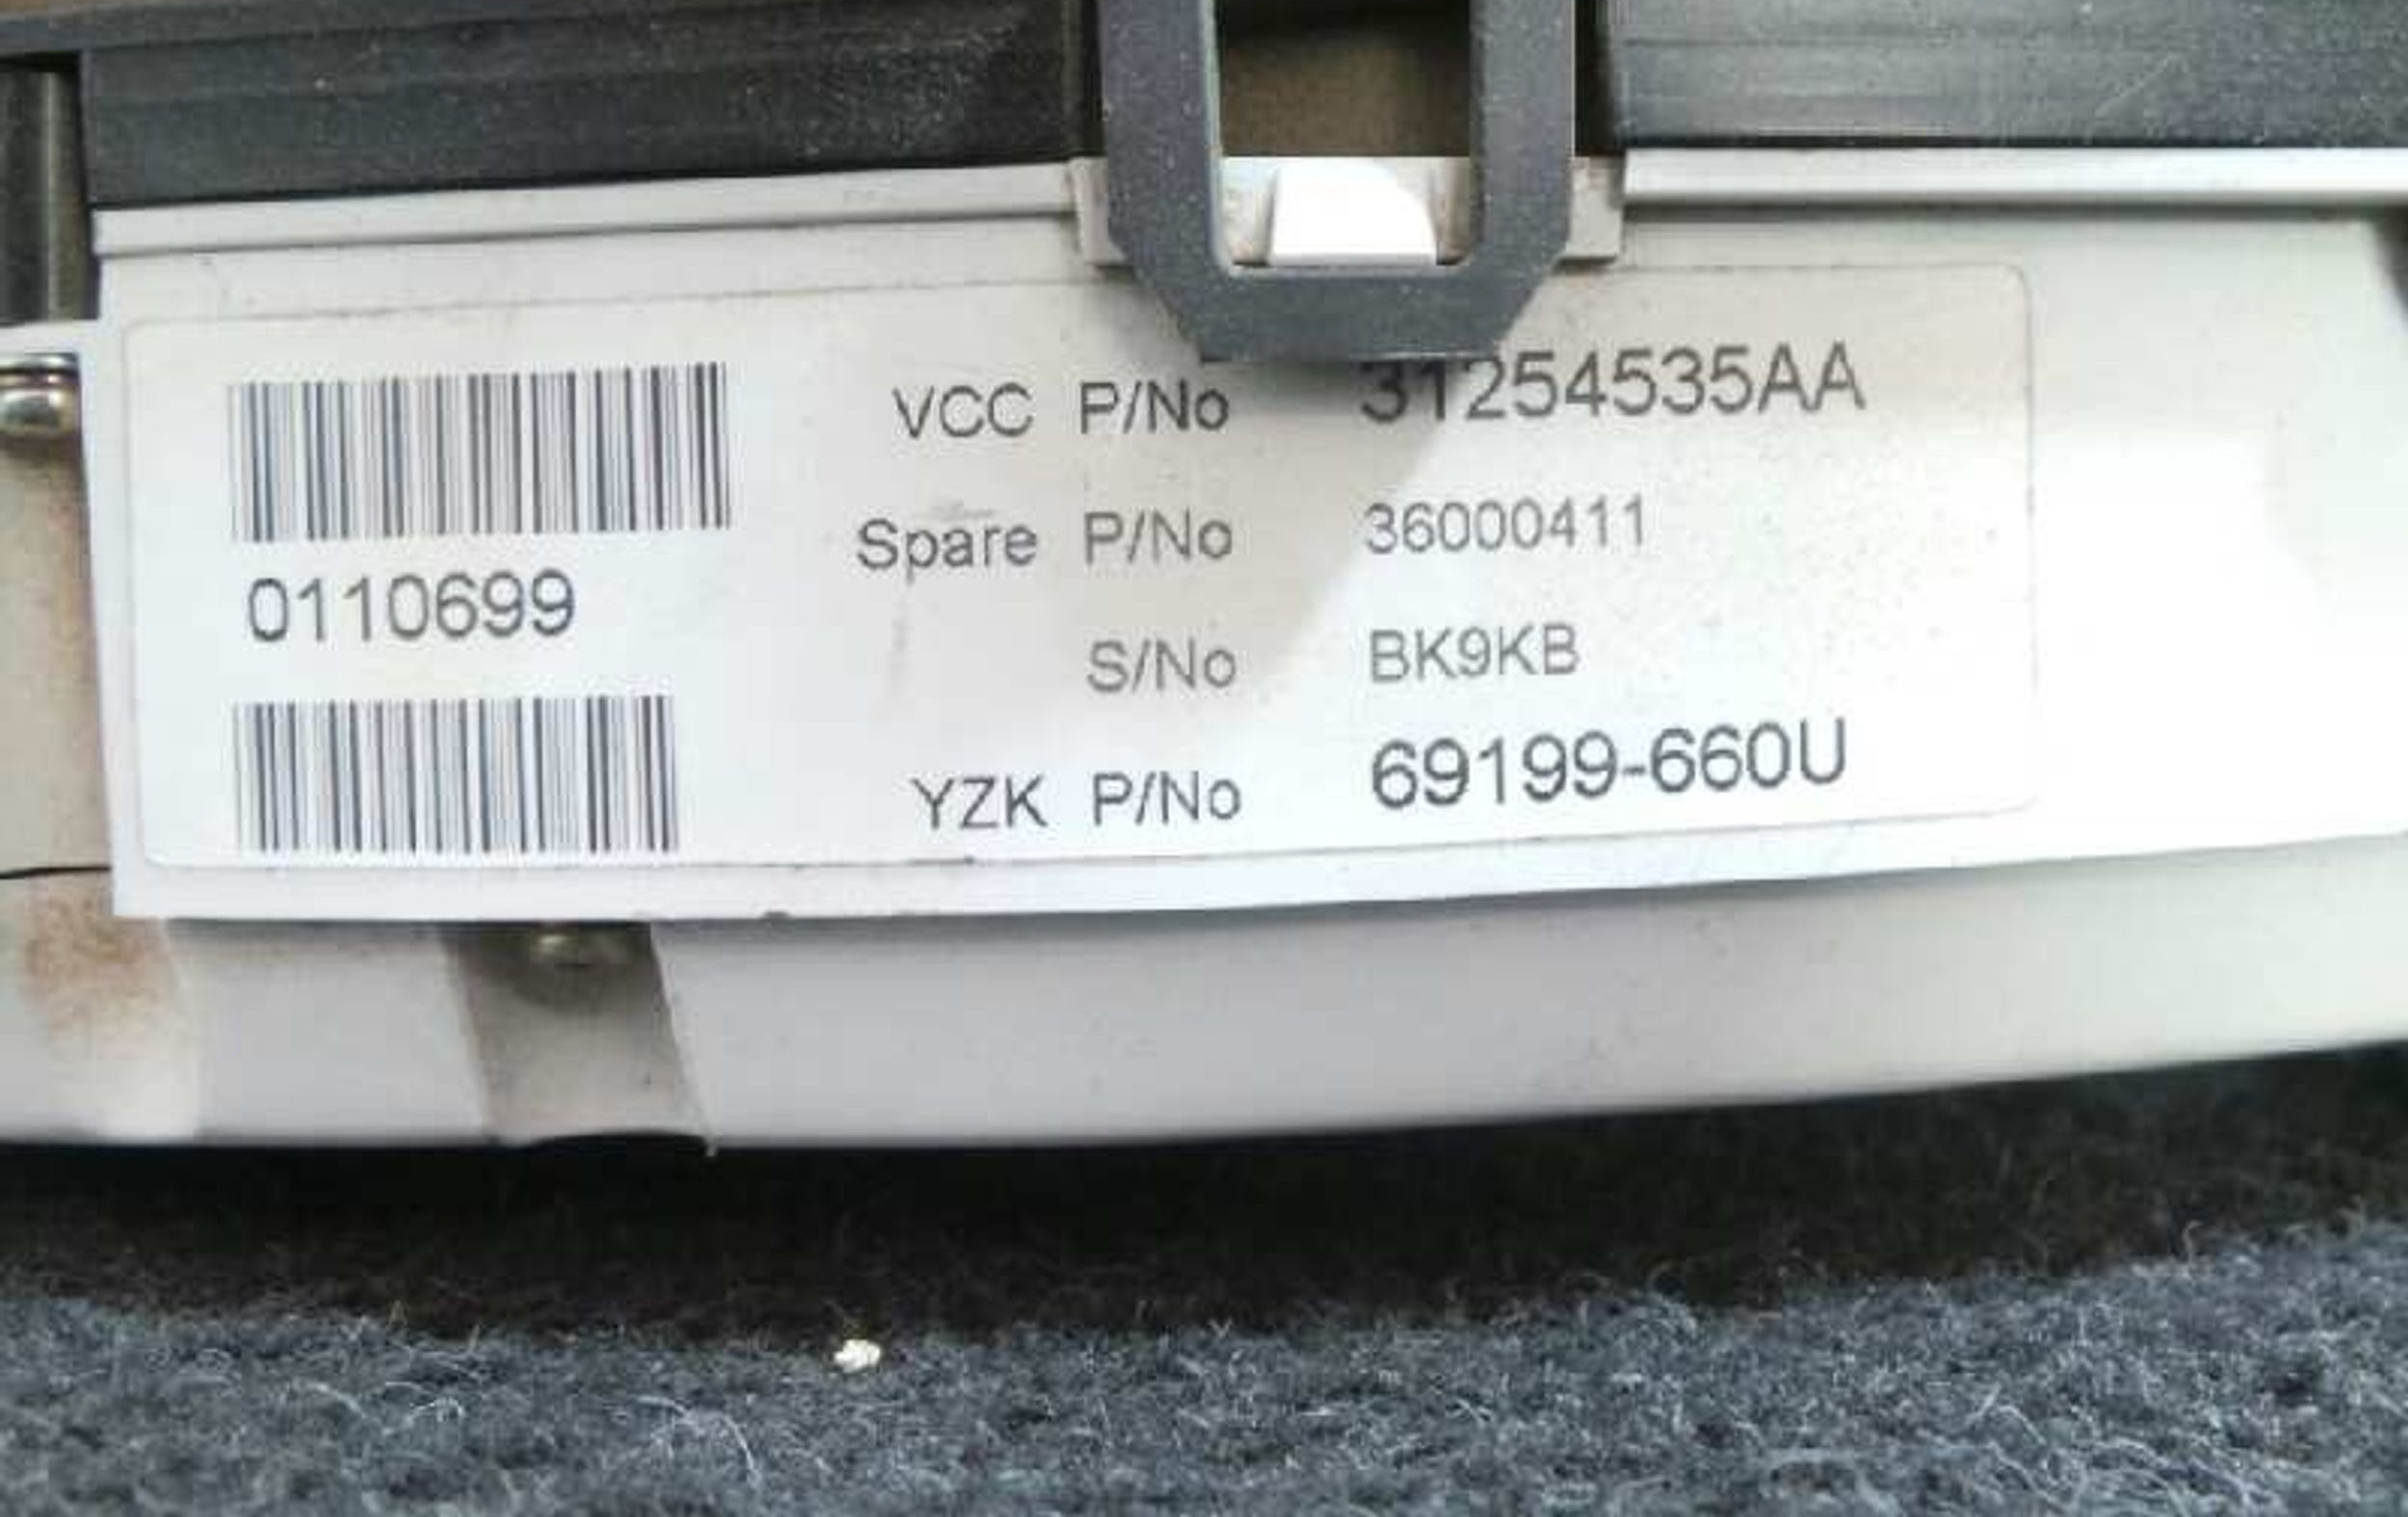 VCC P/No 31254535AA
Spare P/No 36000411
0110699
S/No BK9KB
YZK P/No 69199-660U